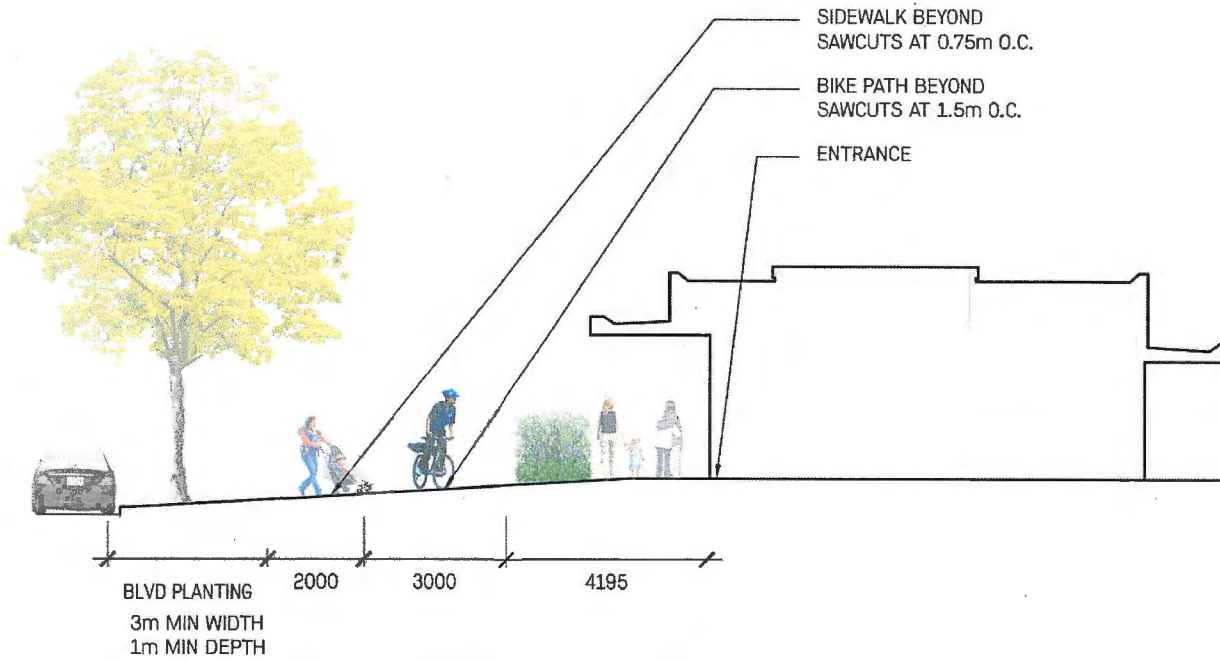 SIDEWALK BEYOND
SAWCUTS AT 0.75m O.C.
BIKE PATH BEYOND
SAWCUTS AT 1.5m O.C.
ENTRANCE
2000
3000
4195
BLVD PLANTING
3m MIN WIDTH
1m MIN DEPTH